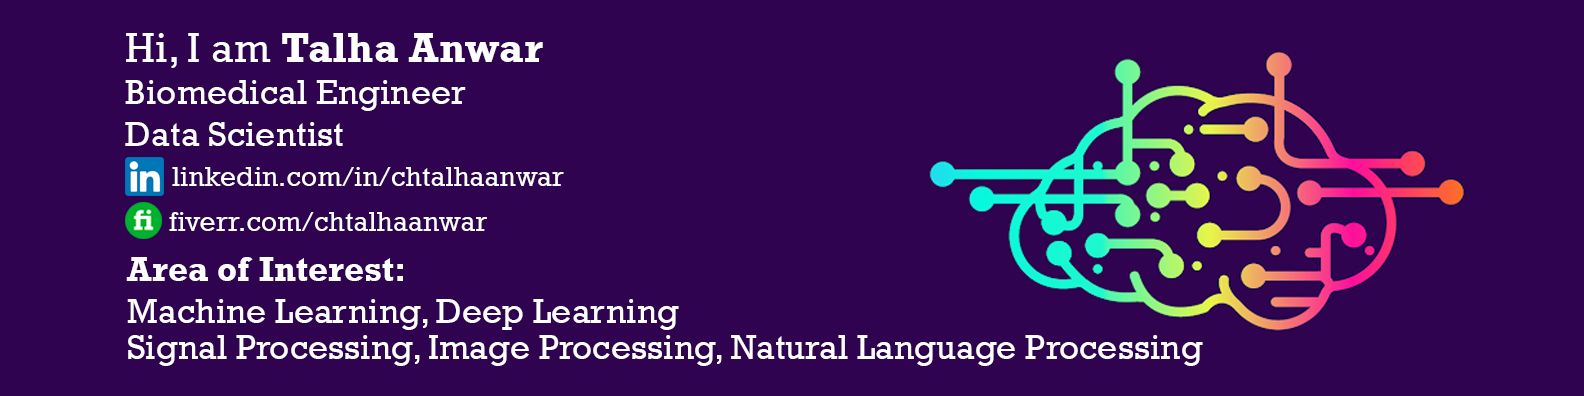 Hi, I am Talha Anwar
Biomedical Engineer
Data Scientist
in linkedin.com/in/chtalhaanwar
fi fiverr.com/chtalhaanwar
Area of Interest:
Machine Learning, Deep Learning
Signal Processing, Image Processing, Natural Language Processing